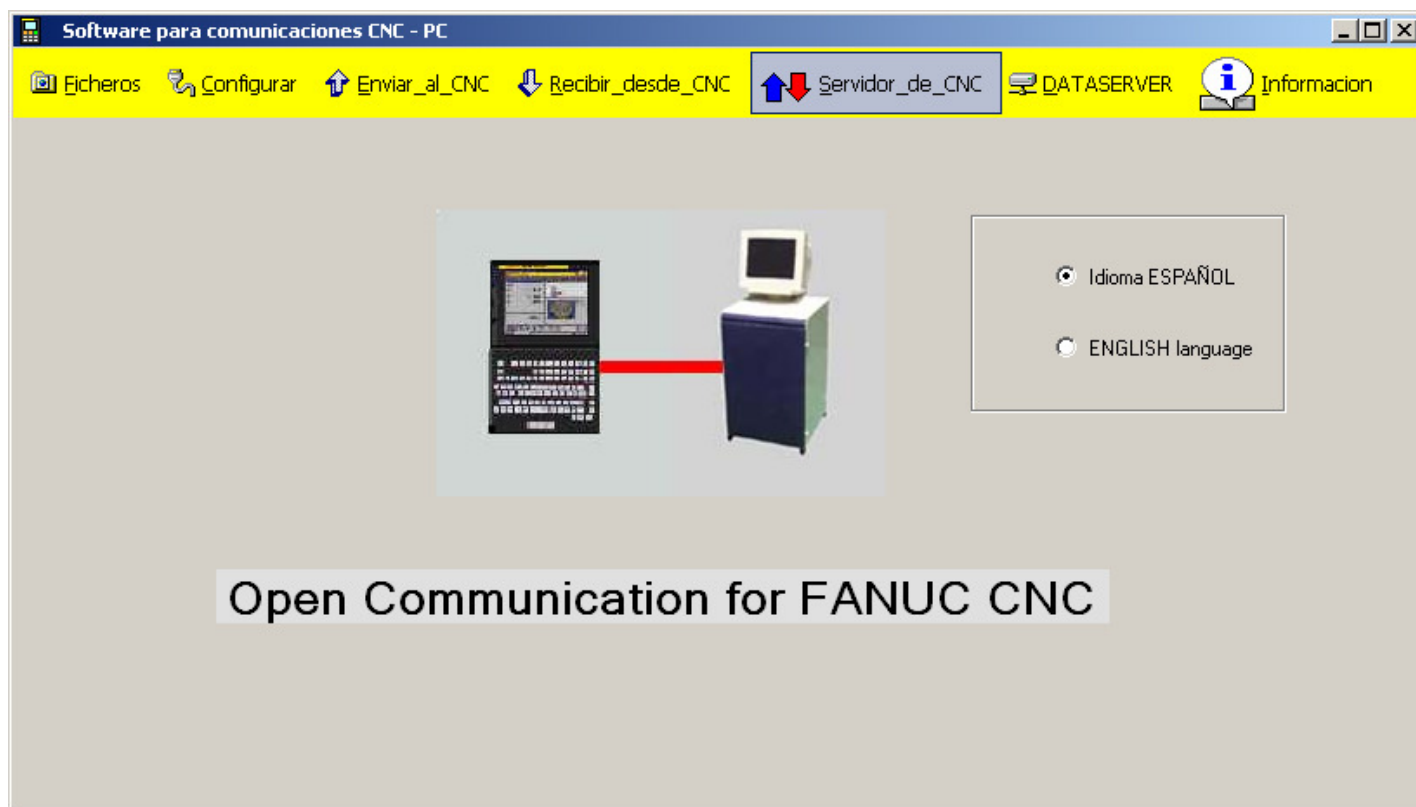 Software para comunicaciones CNC - PC
Ficheros Configurar Enviar_al_CNC Recibir_desde_CNC Servidor_de_CNC DATASERVER Informacion
Idioma ESPAÑOL
ENGLISH language
Open Communication for FANUC CNC